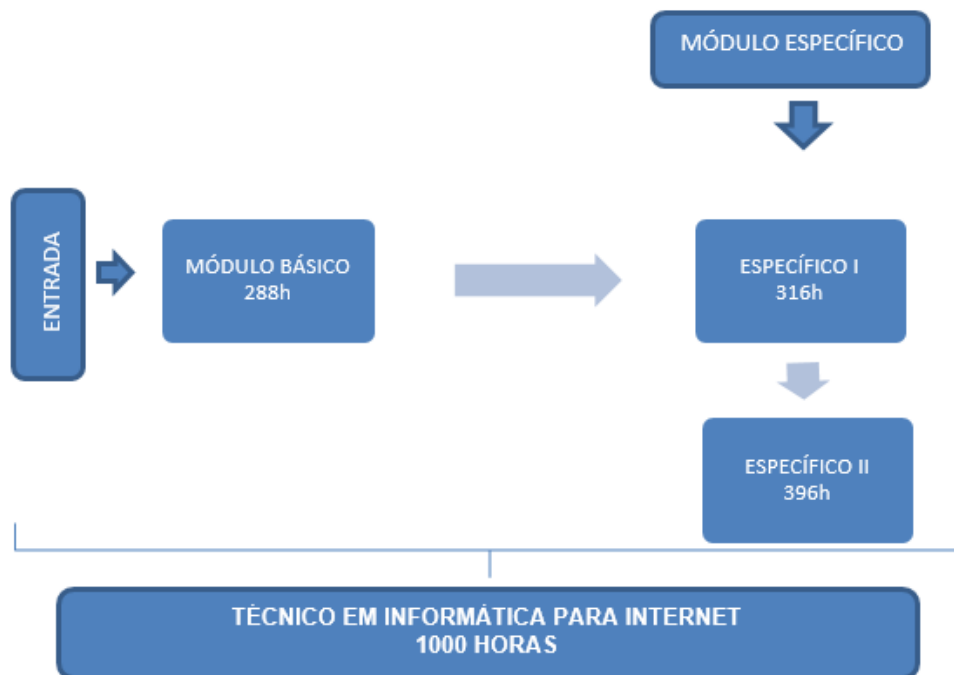 MÓDULO ESPECÍFICO
ENTRADA
MÓDULO BÁSICO
288h
ESPECÍFICO I
316h
ESPECÍFICO II
396h
TÉCNICO EM INFORMÁTICA PARA INTERNET
1000 HORAS